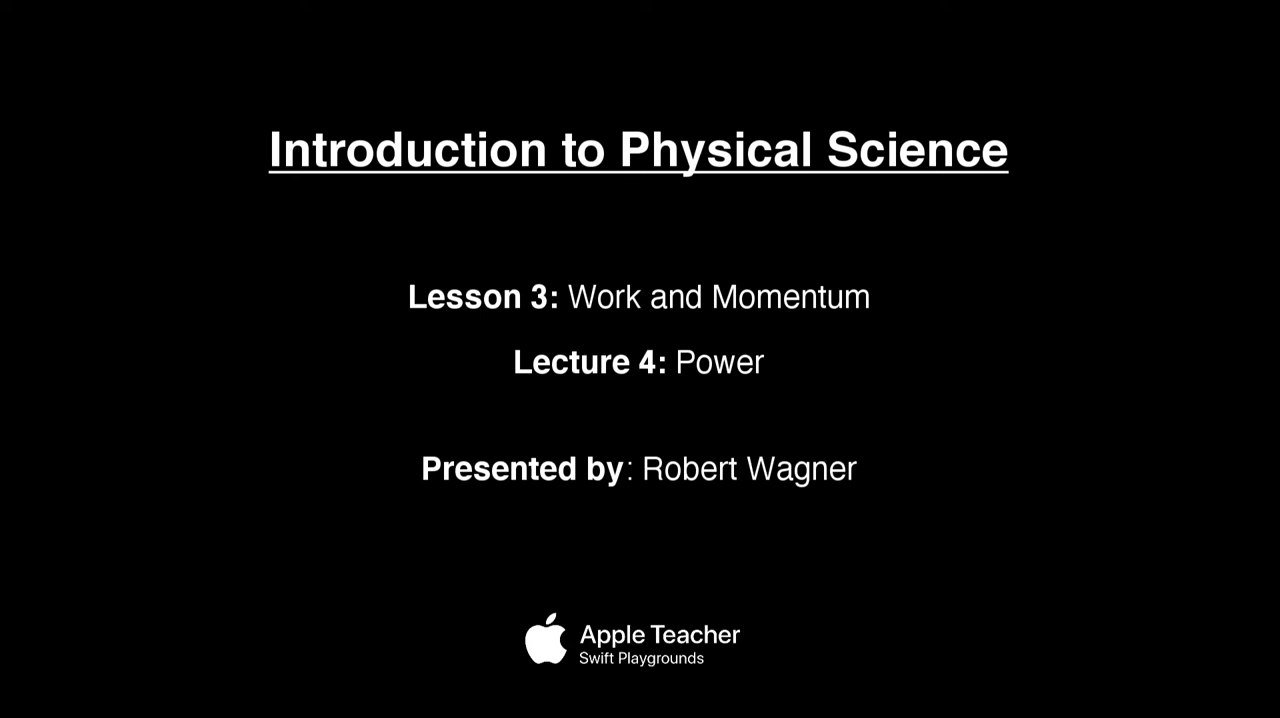 Introduction to Physical Science
Lesson 3: Work and Momentum
Lecture 4: Power
Presented by: Robert Wagner
Apple Teacher
Swift Playgrounds